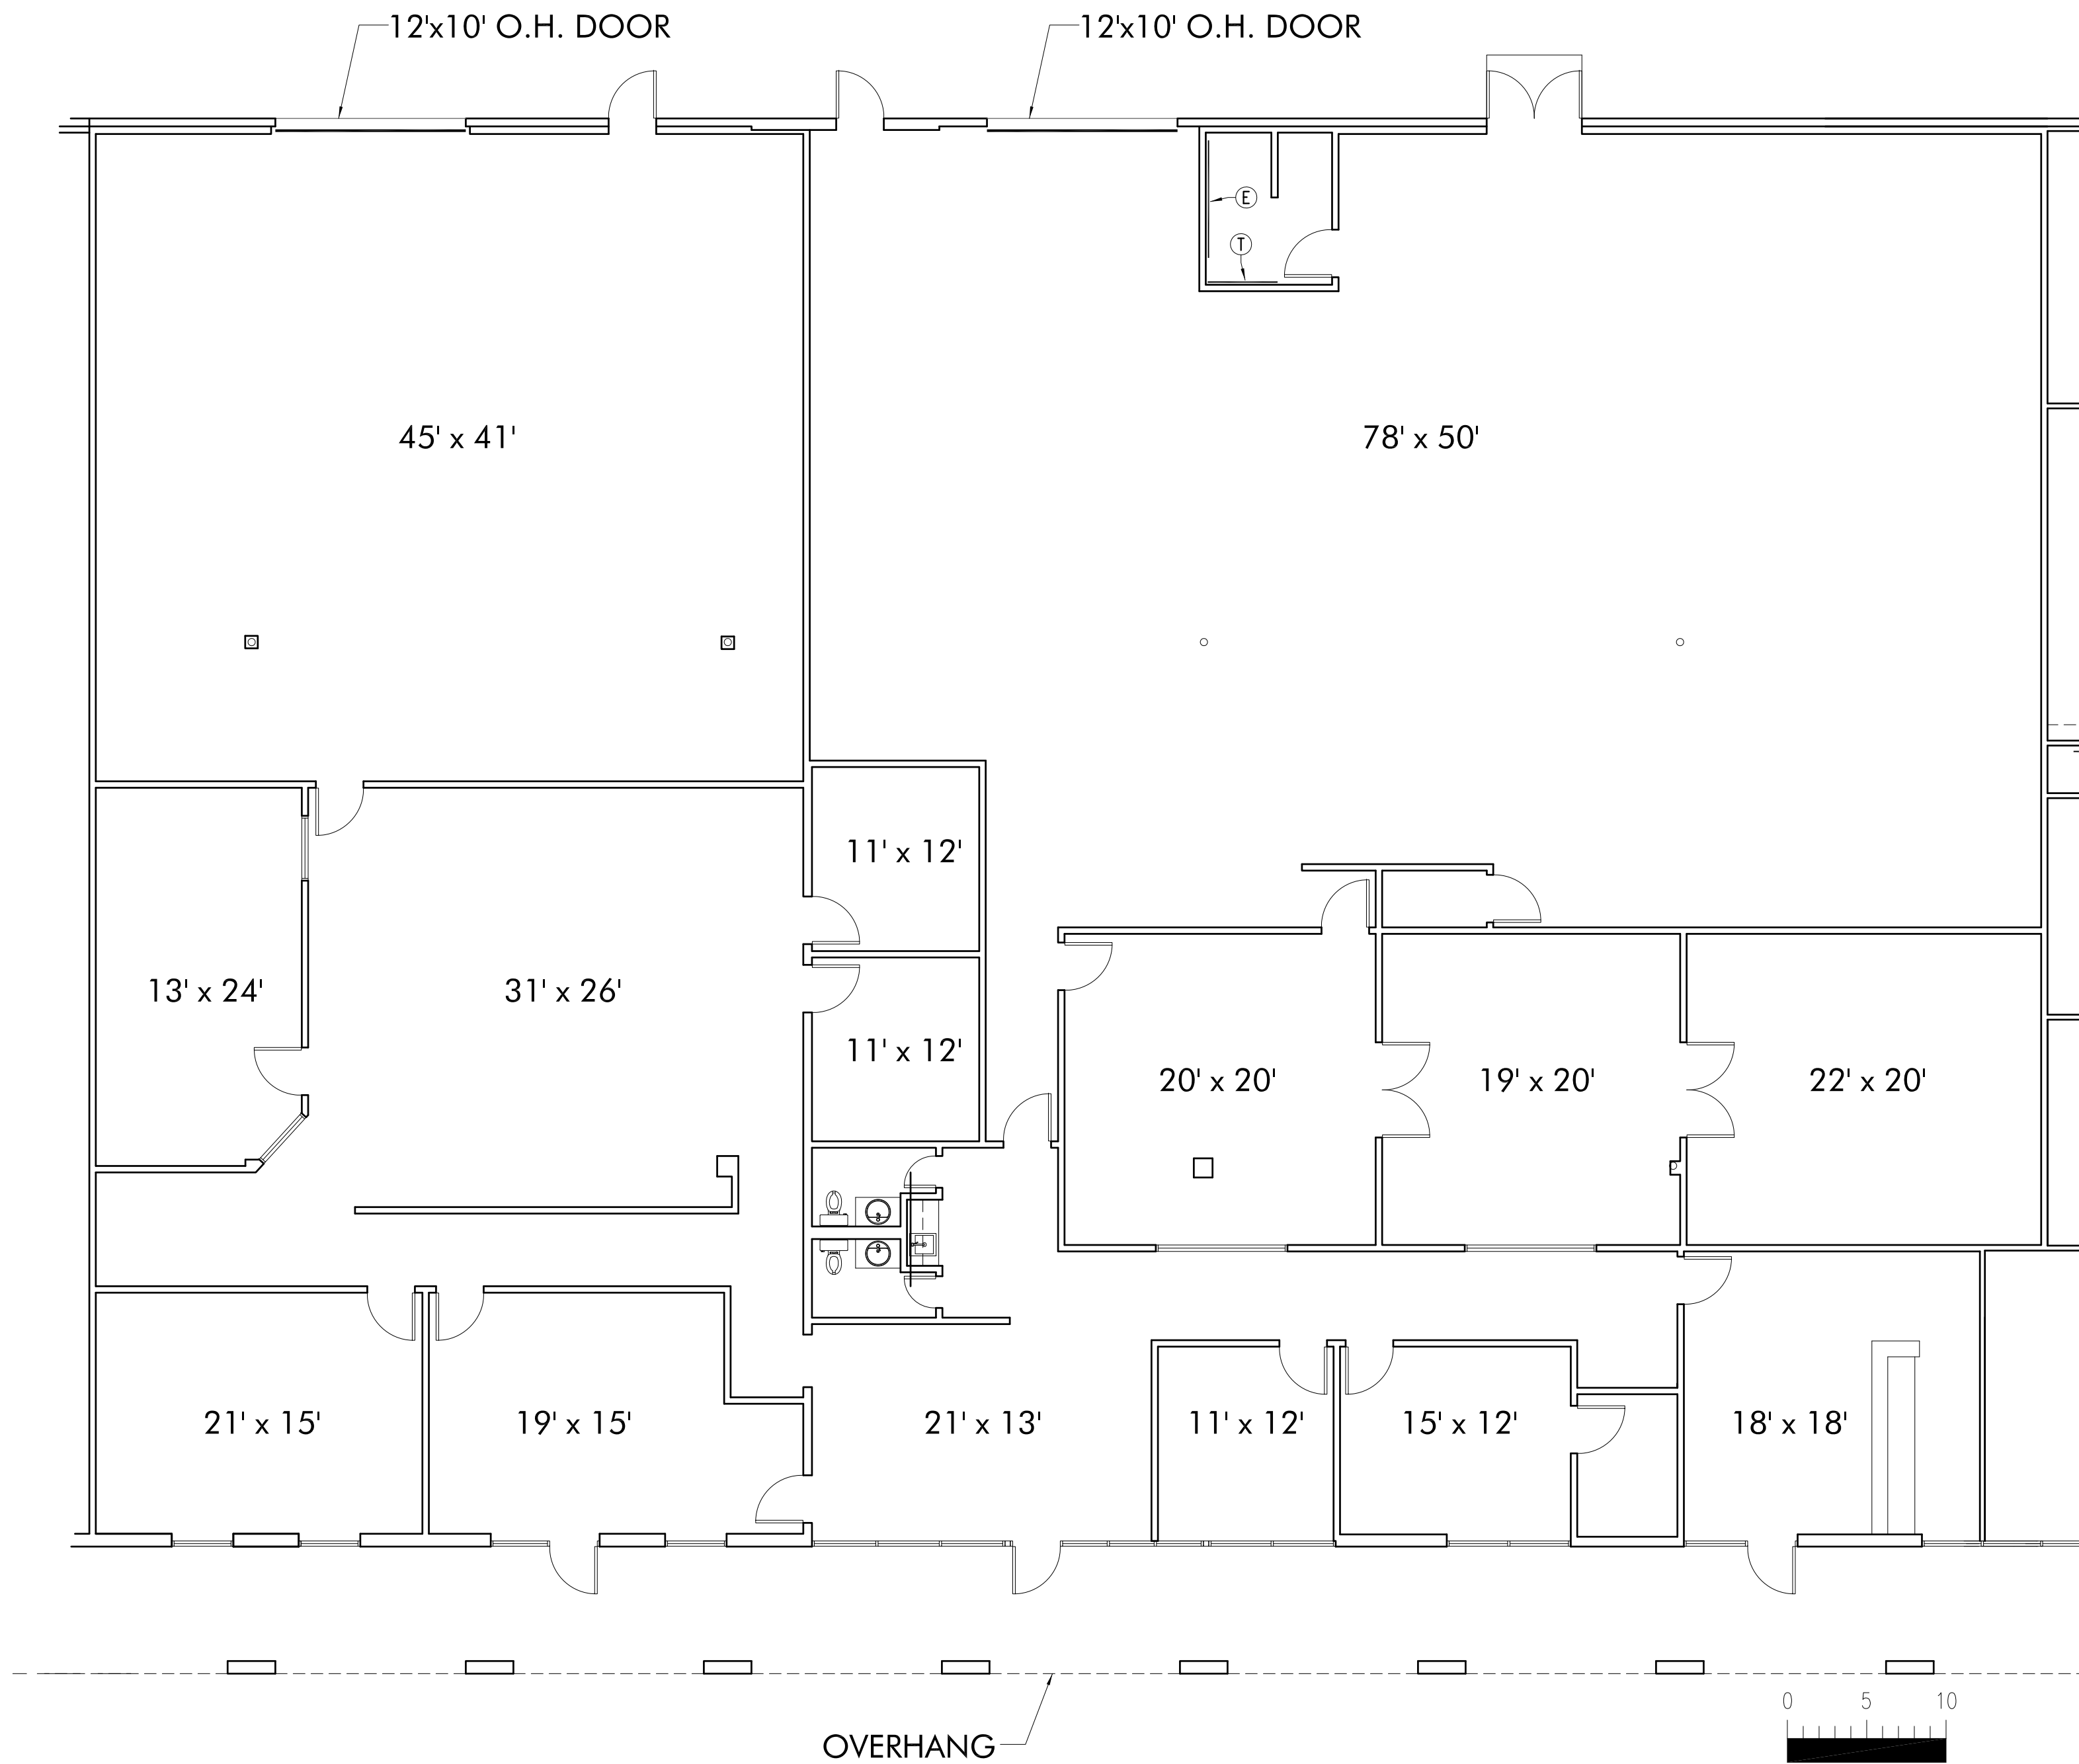 12'x10' O.H. DOOR
12'x10' O.H. DOOR
E
T
45' x 41'
78' x 50'
11' x 12'
13' x 24'
31' x 26'
11' x 12'
20' x 20'
19' x 20'
22' x 20'
21' x 15'
19' x 15'
21' x 13'
11' x 12'
15' x 12'
18' x 18'
0 5 10
OVERHANG